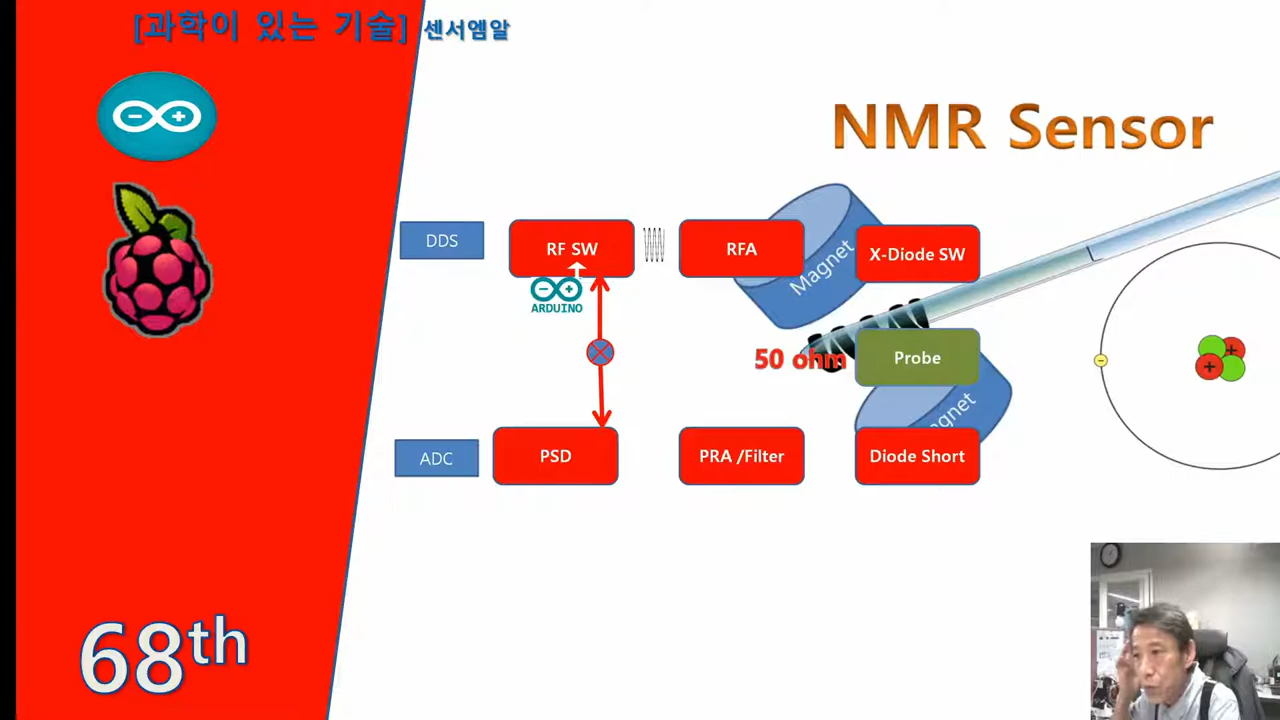 [과학이 있는 기술] 센서엠알
NMR Sensor
DDS
RF SW
RFA
Magnet
X-Diode SW
ARDUINO
50 ohm
Probe
agnet
ADC
PSD
PRA /Filter
Diode Short
68th